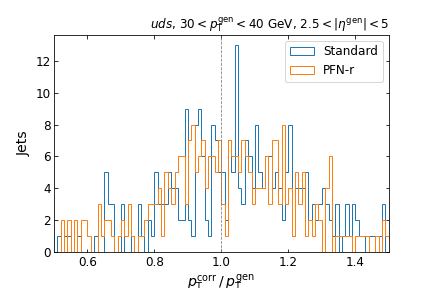 uds, 30 < p_T^gen < 40 GeV, 2.5 < |η^gen| < 5
Standard
PFN-r
Jets
12
10
8
6
4
2
0
0.6 0.8 1.0 1.2 1.4
p_T^corr / p_T^gen